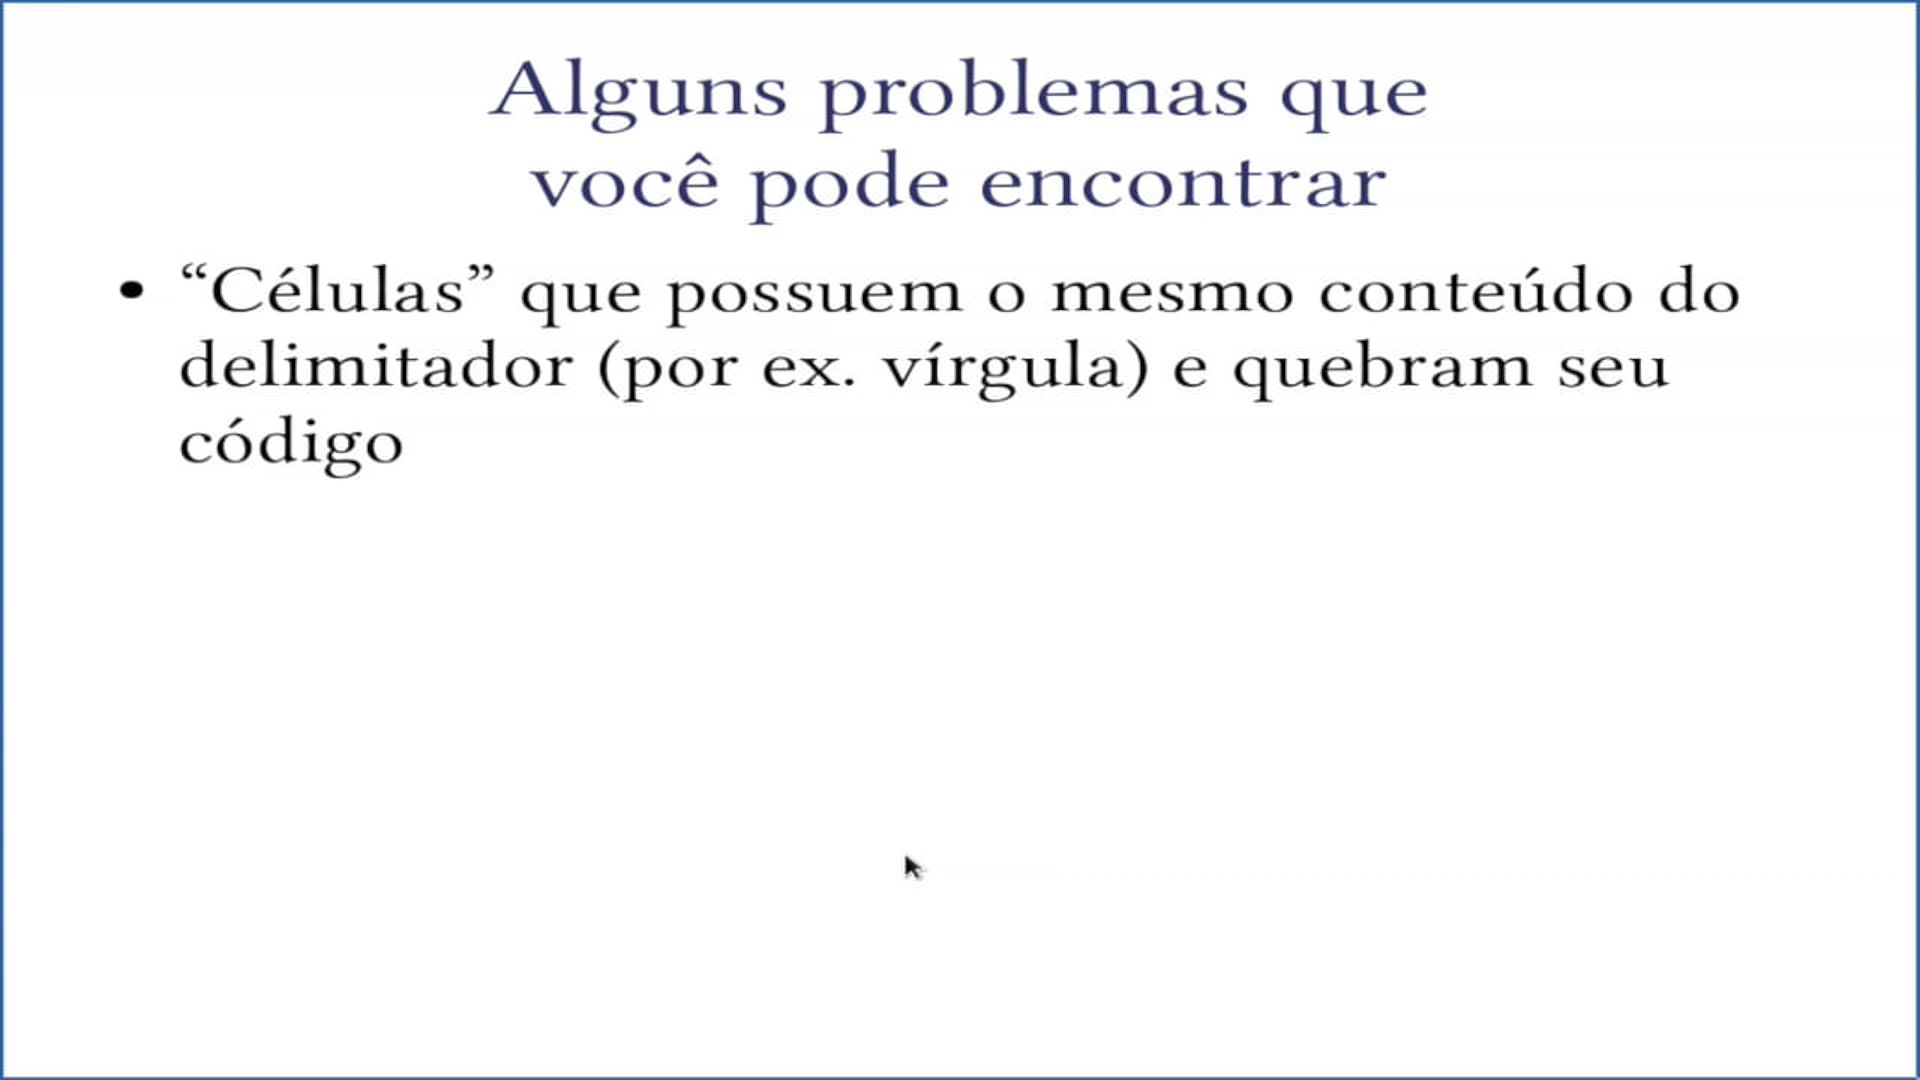 Alguns problemas que
você pode encontrar
• “Células” que possuem o mesmo conteúdo do
delimitador (por ex. vírgula) e quebram seu
código